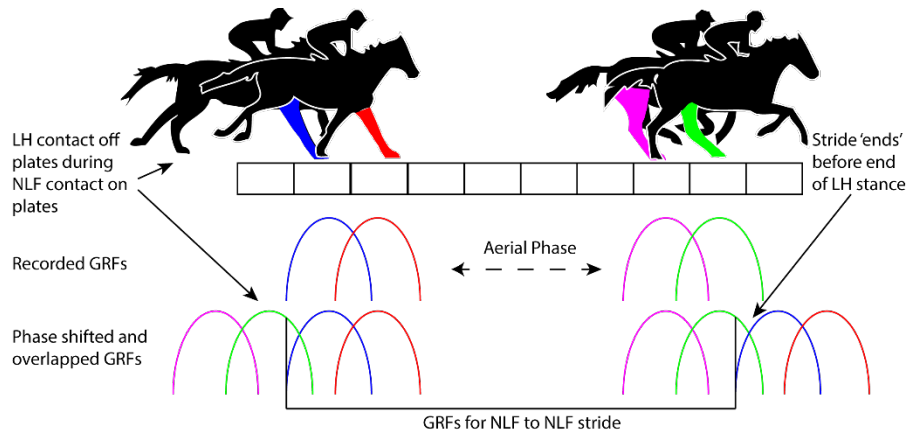 LH contact off
plates during
NLF contact on
plates
Stride ‘ends’
before end
of LH stance
Recorded GRFs
Aerial Phase
Phase shifted and
overlapped GRFs
GRFs for NLF to NLF stride